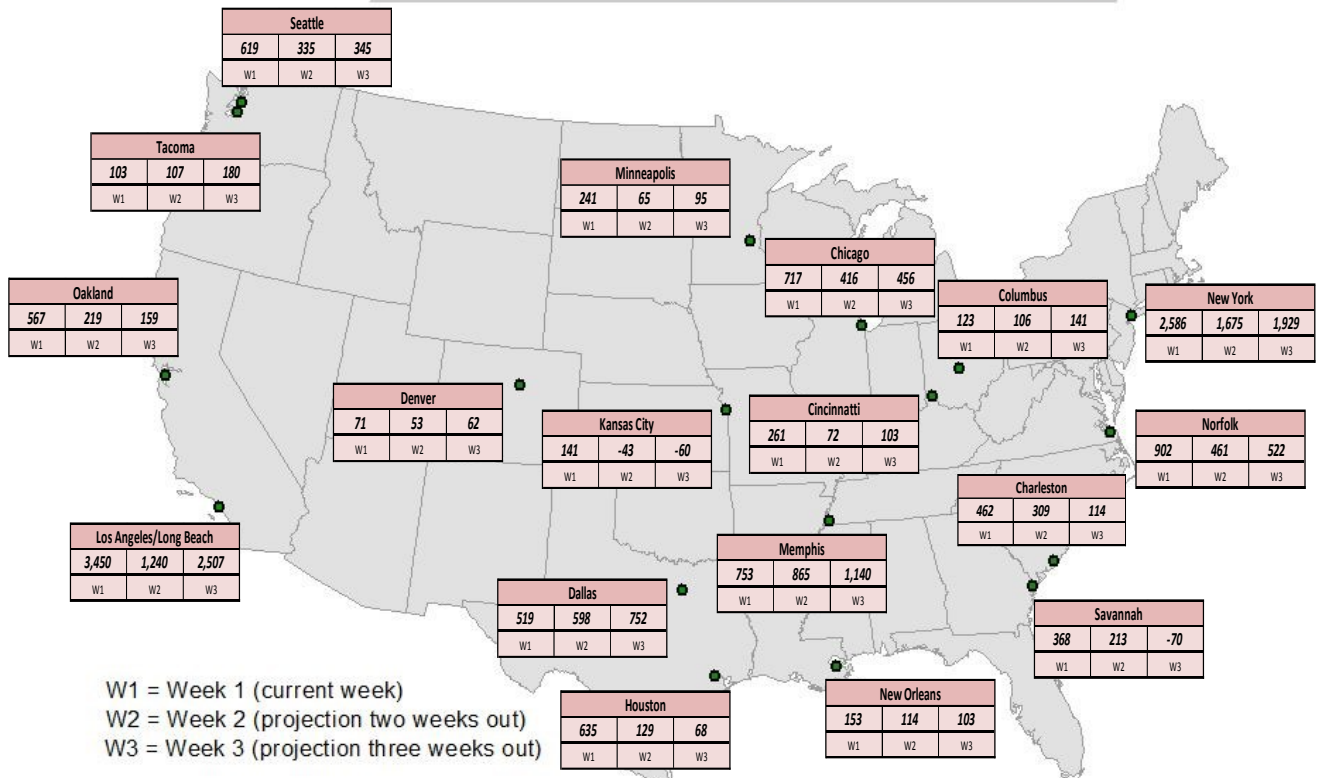 Seattle
619 335 345
W1 W2 W3
Tacoma
103 107 180
W1 W2 W3
Minneapolis
241 65 95
W1 W2 W3
Chicago
717 416 456
W1 W2 W3
Oakland
567 219 159
W1 W2 W3
Columbus
123 106 141
W1 W2 W3
New York
2,586 1,675 1,929
W1 W2 W3
Denver
71 53 62
W1 W2 W3
Kansas City
141 -43 -60
W1 W2 W3
Cincinnatti
261 72 103
W1 W2 W3
Norfolk
902 461 522
W1 W2 W3
Charleston
462 309 114
W1 W2 W3
Los Angeles/Long Beach
3,450 1,240 2,507
W1 W2 W3
Memphis
753 865 1,140
W1 W2 W3
Dallas
519 598 752
W1 W2 W3
Savannah
368 213 -70
W1 W2 W3
New Orleans
153 114 103
W1 W2 W3
Houston
635 129 68
W1 W2 W3
W1 = Week 1 (current week)
W2 = Week 2 (projection two weeks out)
W3 = Week 3 (projection three weeks out)